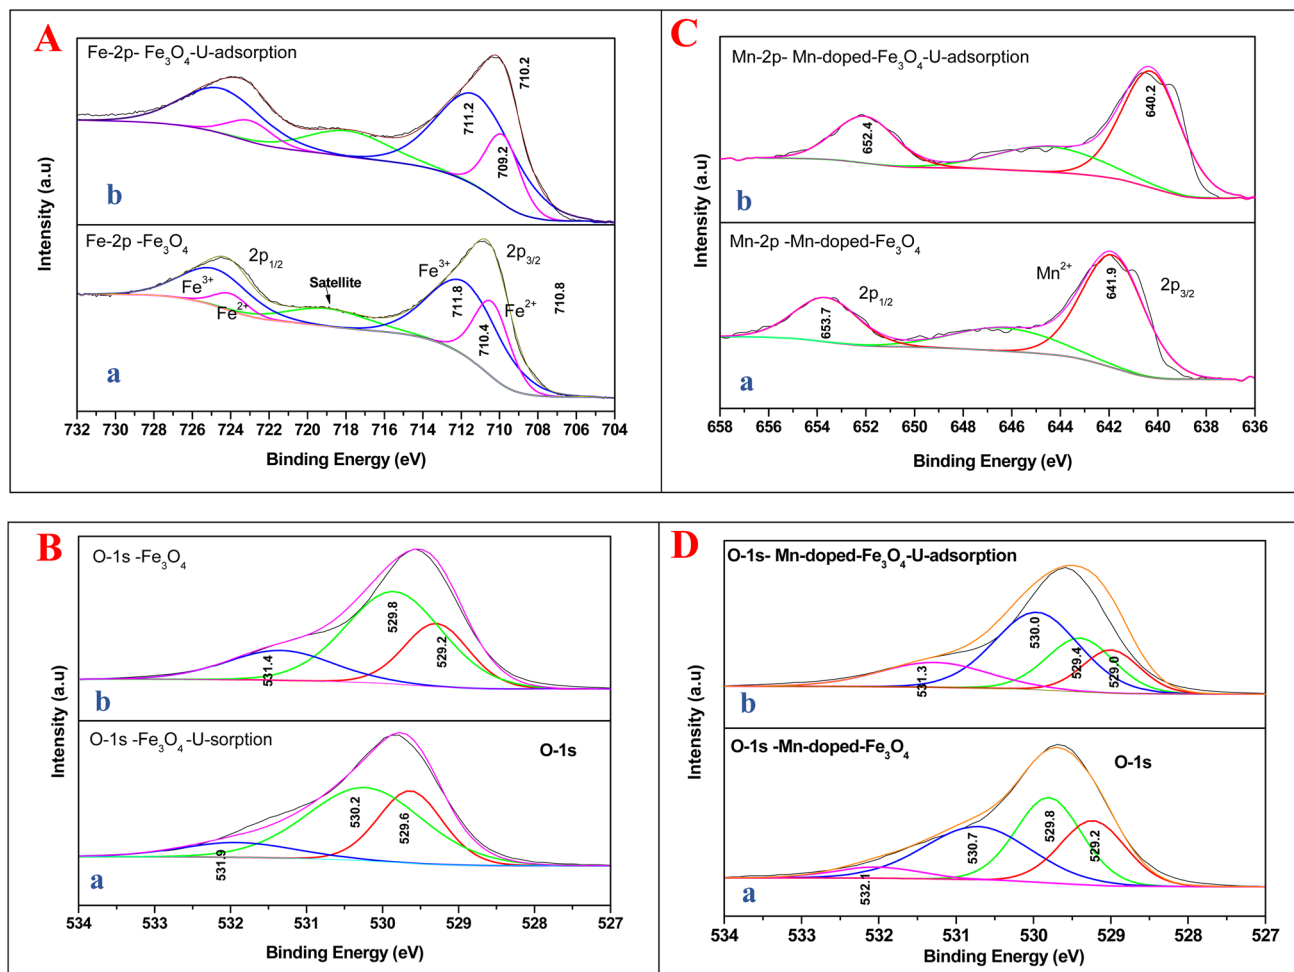 A
Fe-2p- Fe₃O₄-U-adsorption
710.2
711.2
709.2
b
Fe-2p -Fe₃O₄
2p₁/₂
Fe³⁺
Fe²⁺
Satellite
Fe³⁺
2p₃/₂
Fe²⁺
711.8
710.4
710.8
a
Intensity (a.u)
732 730 728 726 724 722 720 718 716 714 712 710 708 706 704
Binding Energy (eV)
C
Mn-2p- Mn-doped-Fe₃O₄-U-adsorption
652.4
640.2
b
Mn-2p -Mn-doped-Fe₃O₄
2p₁/₂
653.7
Mn²⁺
641.9
2p₃/₂
a
Intensity (a.u)
658 656 654 652 650 648 646 644 642 640 638 636
Binding Energy (eV)
B
O-1s -Fe₃O₄
531.4
529.8
529.2
b
O-1s -Fe₃O₄-U-sorption
O-1s
531.9
530.2
529.6
a
Intensity (a.u)
534 533 532 531 530 529 528 527
Binding Energy (eV)
D
O-1s- Mn-doped-Fe₃O₄-U-adsorption
531.3
530.0
529.4
529.0
b
O-1s -Mn-doped-Fe₃O₄
O-1s
532.1
530.7
529.8
529.2
a
Intensity (a.u)
534 533 532 531 530 529 528 527
Binding Energy (eV)